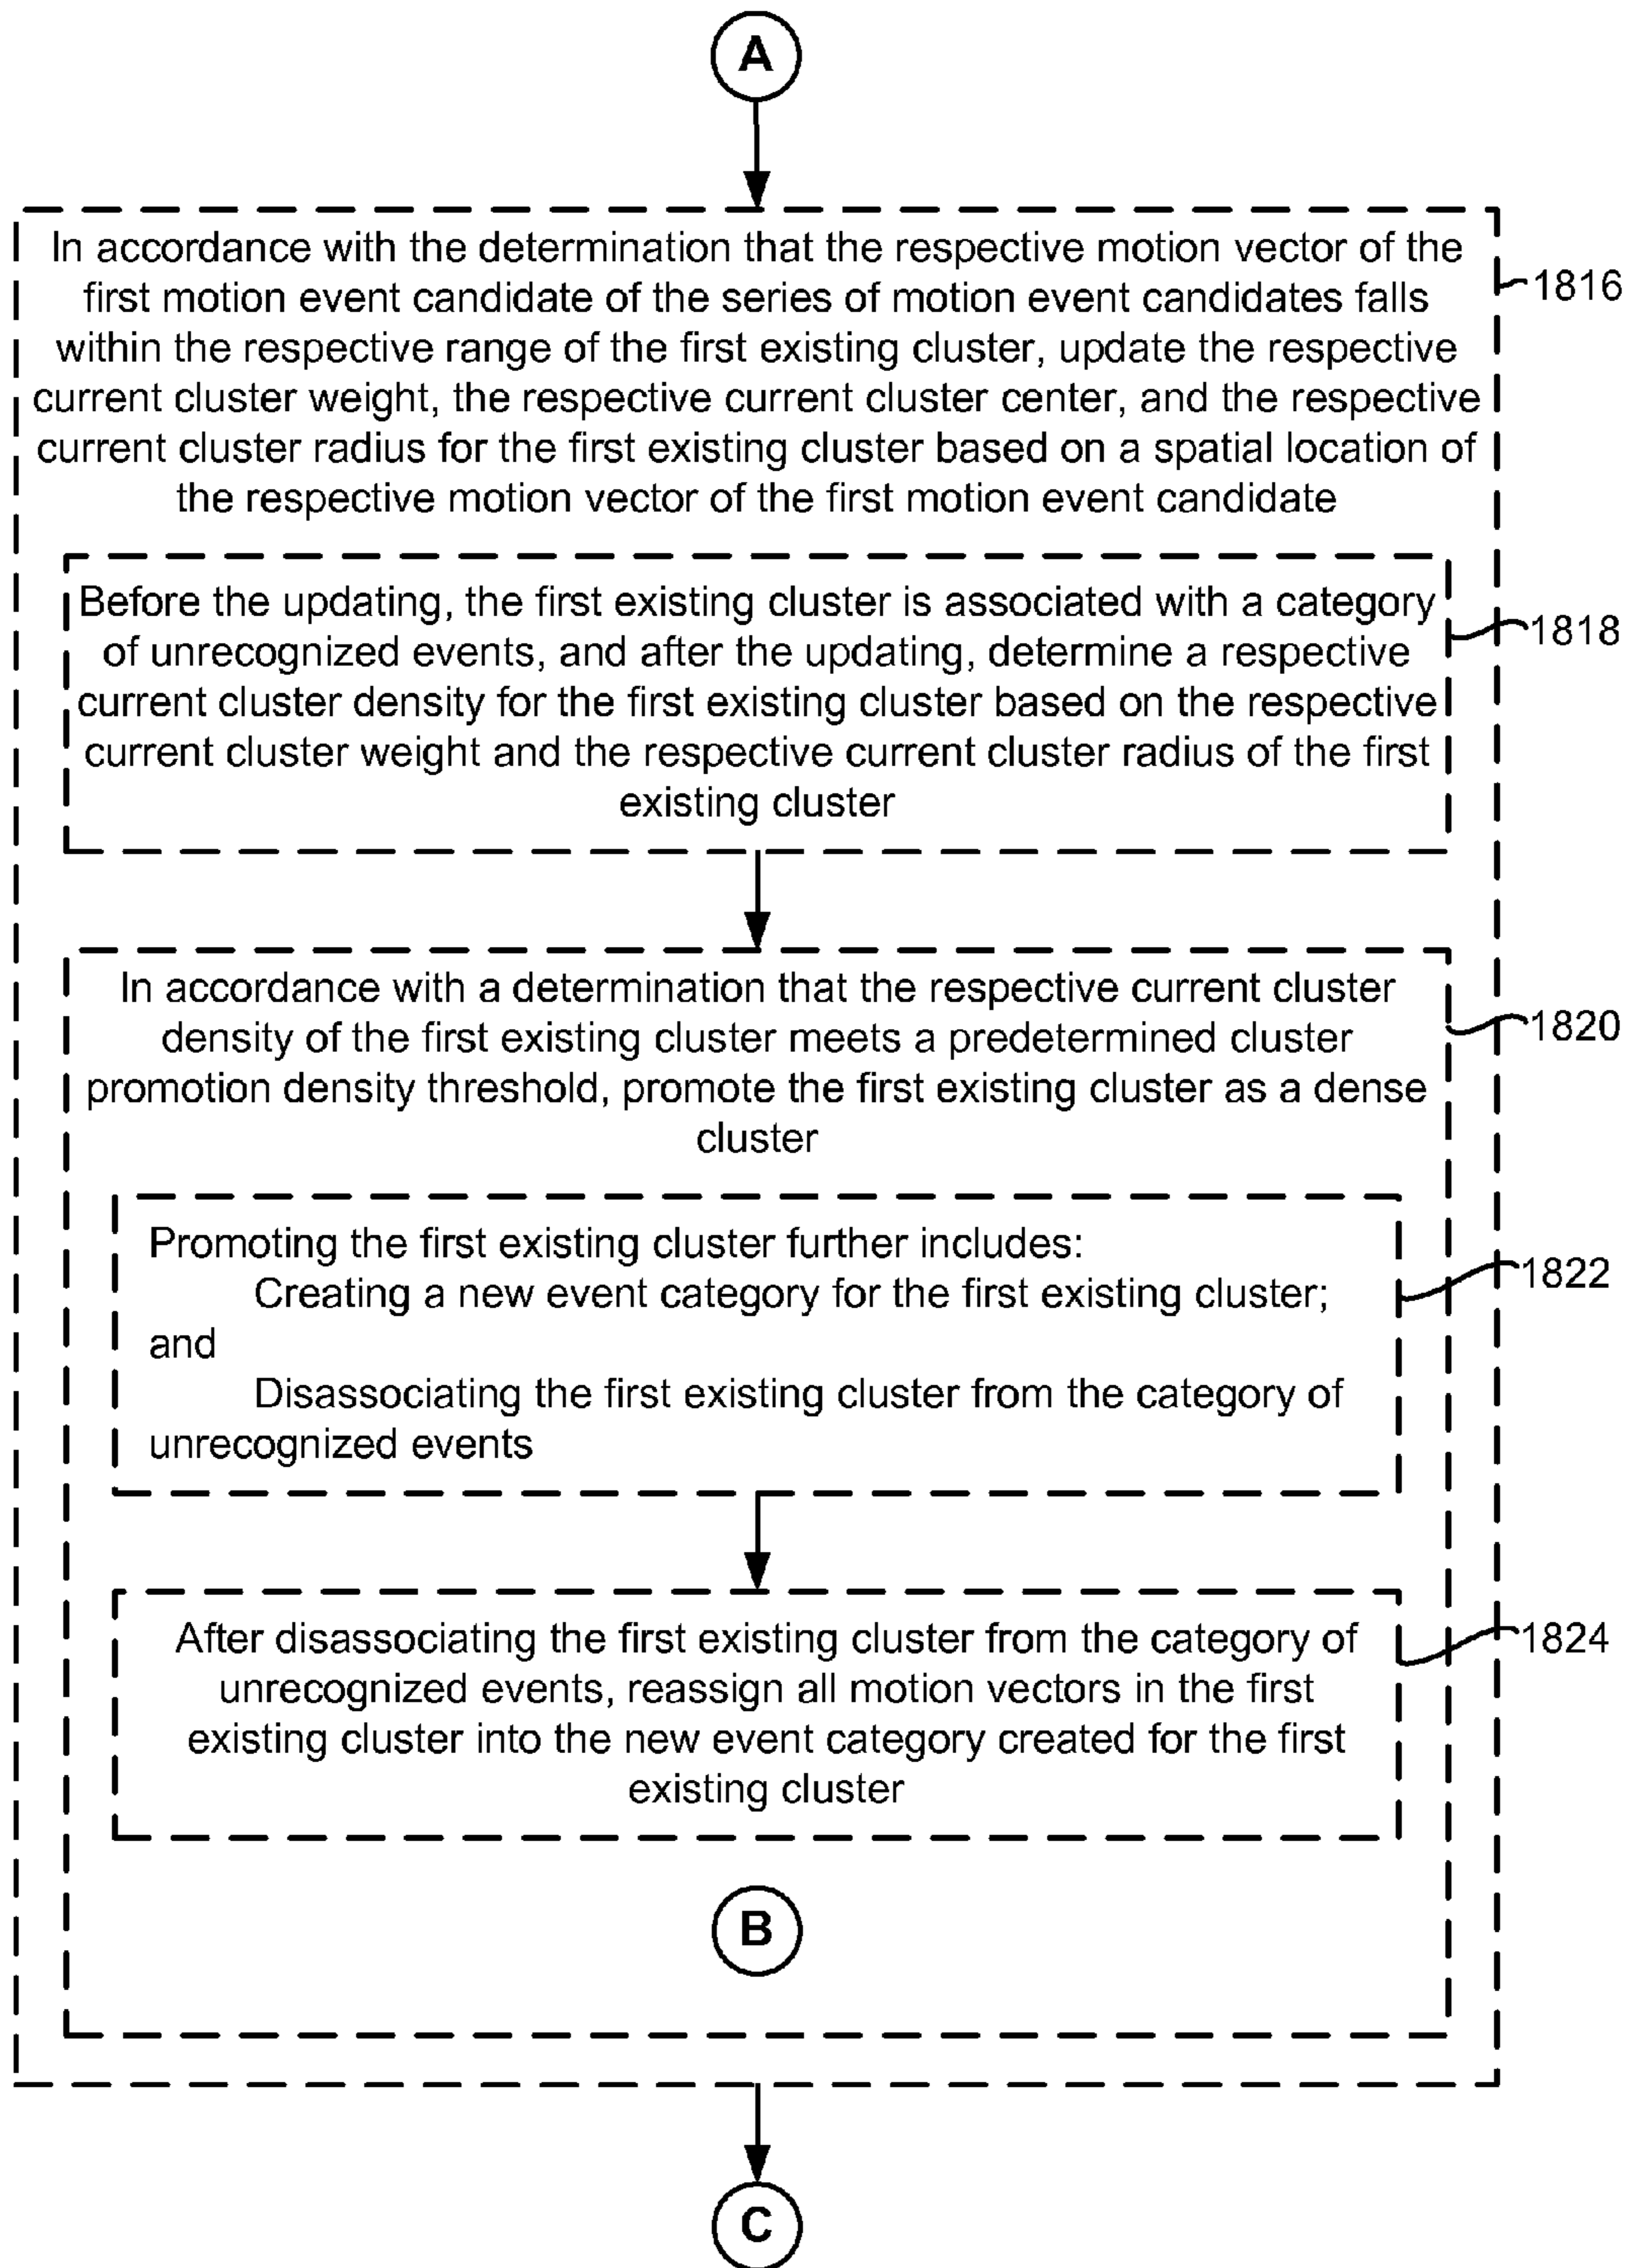 A
In accordance with the determination that the respective motion vector of the
first motion event candidate of the series of motion event candidates falls
within the respective range of the first existing cluster, update the respective
current cluster weight, the respective current cluster center, and the respective
current cluster radius for the first existing cluster based on a spatial location of
the respective motion vector of the first motion event candidate
1816
Before the updating, the first existing cluster is associated with a category
of unrecognized events, and after the updating, determine a respective
current cluster density for the first existing cluster based on the respective
current cluster weight and the respective current cluster radius of the first
existing cluster
1818
In accordance with a determination that the respective current cluster
density of the first existing cluster meets a predetermined cluster
promotion density threshold, promote the first existing cluster as a dense
cluster
1820
Promoting the first existing cluster further includes:
Creating a new event category for the first existing cluster;
and
Disassociating the first existing cluster from the category of
unrecognized events
1822
After disassociating the first existing cluster from the category of
unrecognized events, reassign all motion vectors in the first
existing cluster into the new event category created for the first
existing cluster
1824
B
C